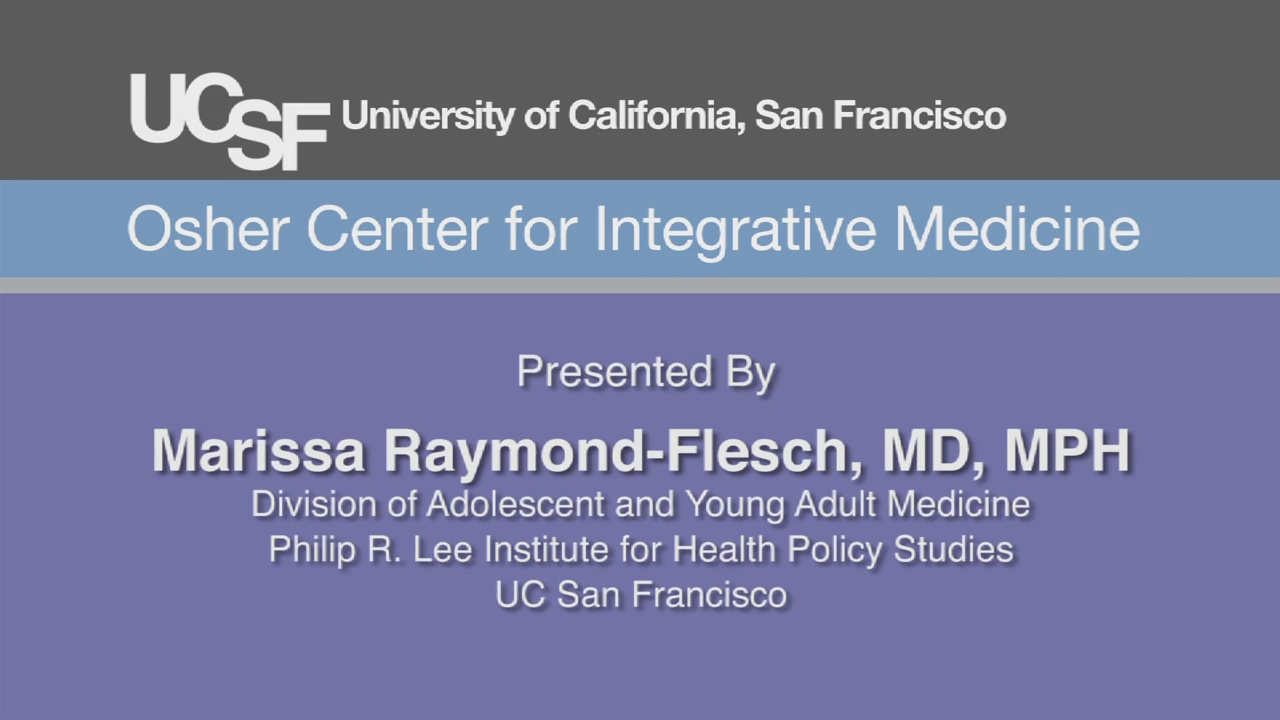 UCSF University of California, San Francisco
Osher Center for Integrative Medicine
Presented By
Marissa Raymond-Flesch, MD, MPH
Division of Adolescent and Young Adult Medicine
Philip R. Lee Institute for Health Policy Studies
UC San Francisco